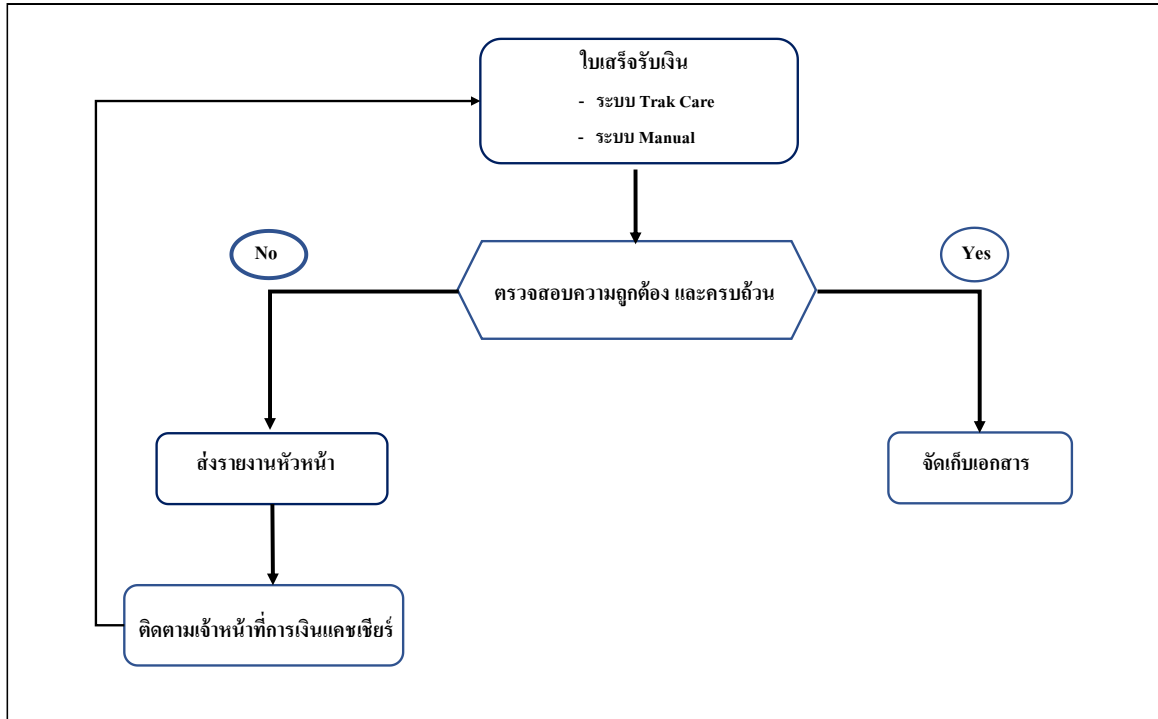 ใบเสร็จรับเงิน
- ระบบ Trak Care
- ระบบ Manual
No
Yes
ตรวจสอบความถูกต้อง และครบถ้วน
ส่งรายงานหัวหน้า
จัดเก็บเอกสาร
ติดตามเจ้าหน้าที่การเงินแคชเชียร์